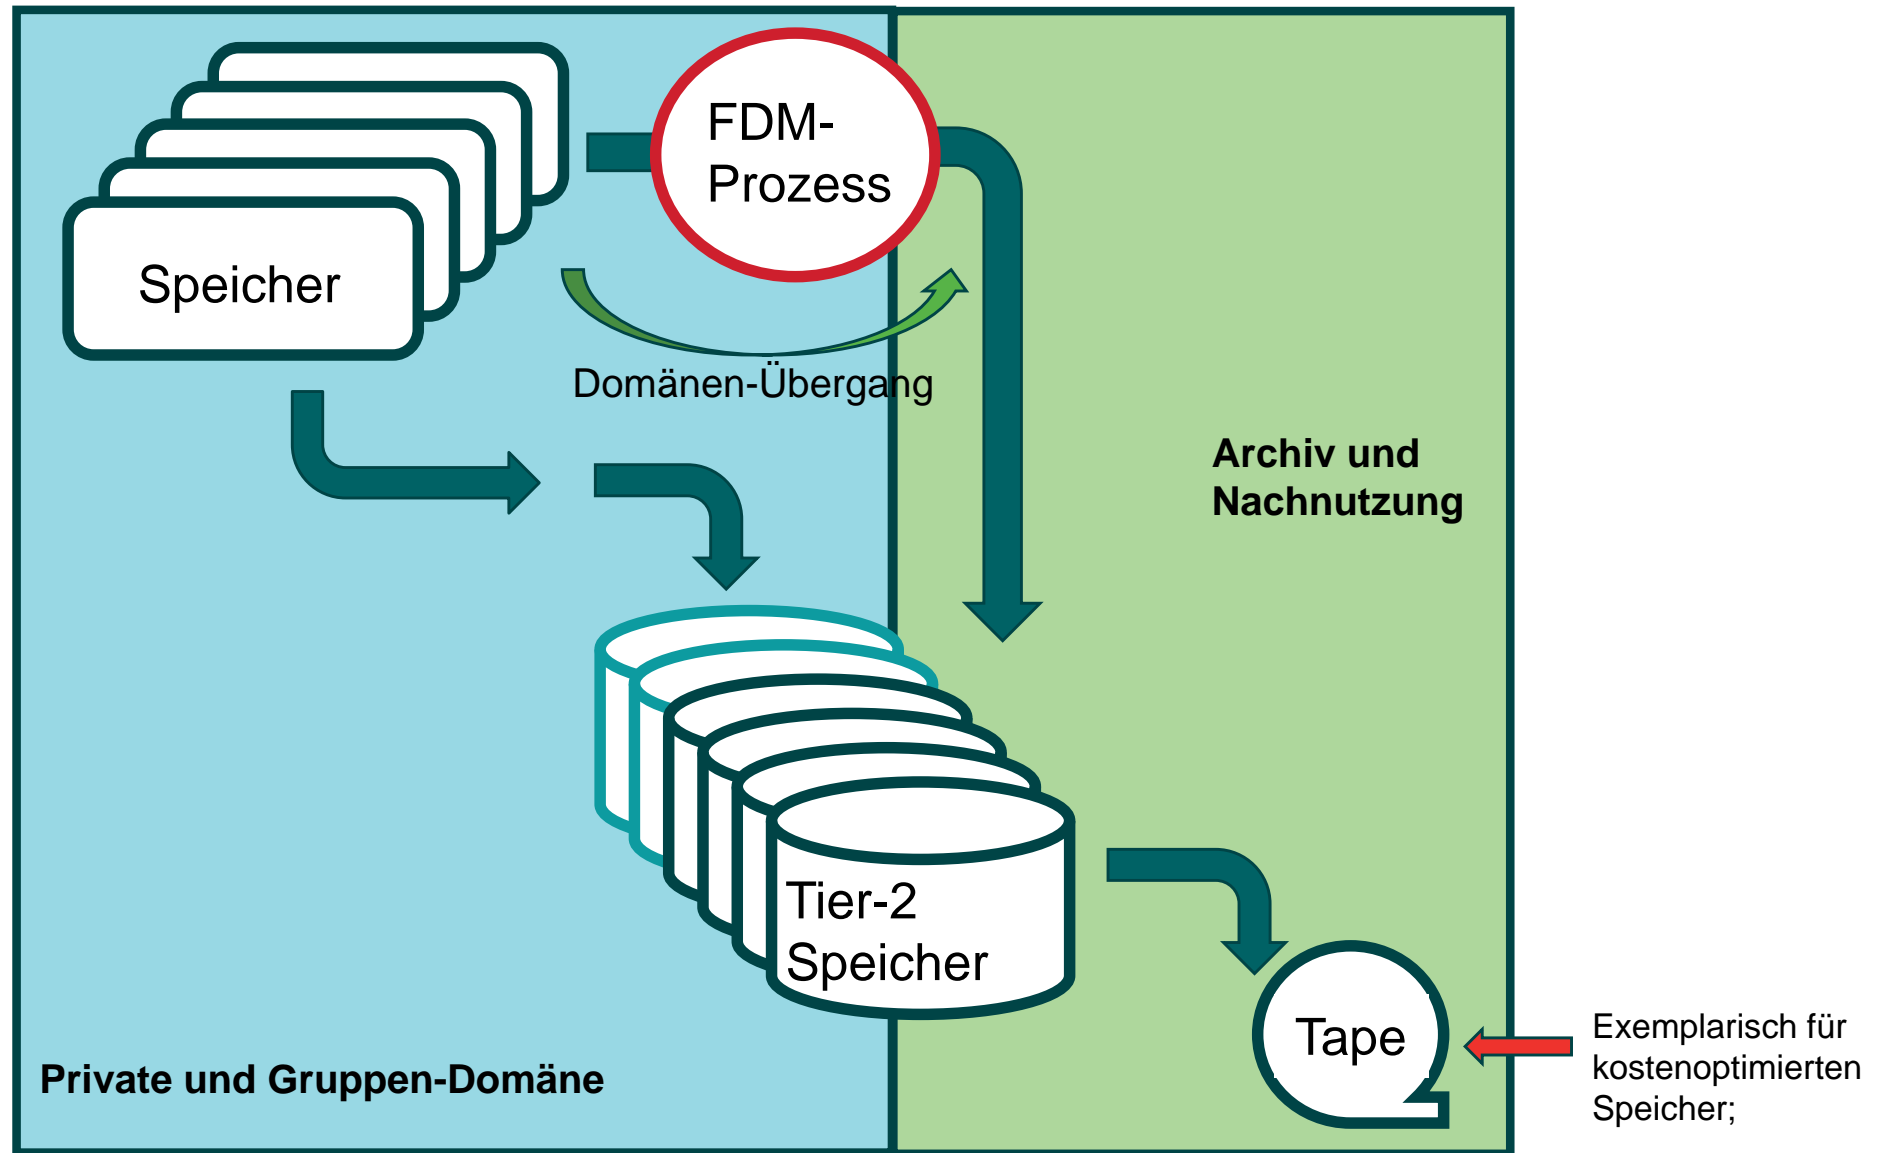 FDM-
Prozess
Speicher
Domänen-Übergang
Archiv und
Nachnutzung
Tier-2
Speicher
Tape
Exemplarisch für
kostenoptimierten
Speicher;
Private und Gruppen-Domäne